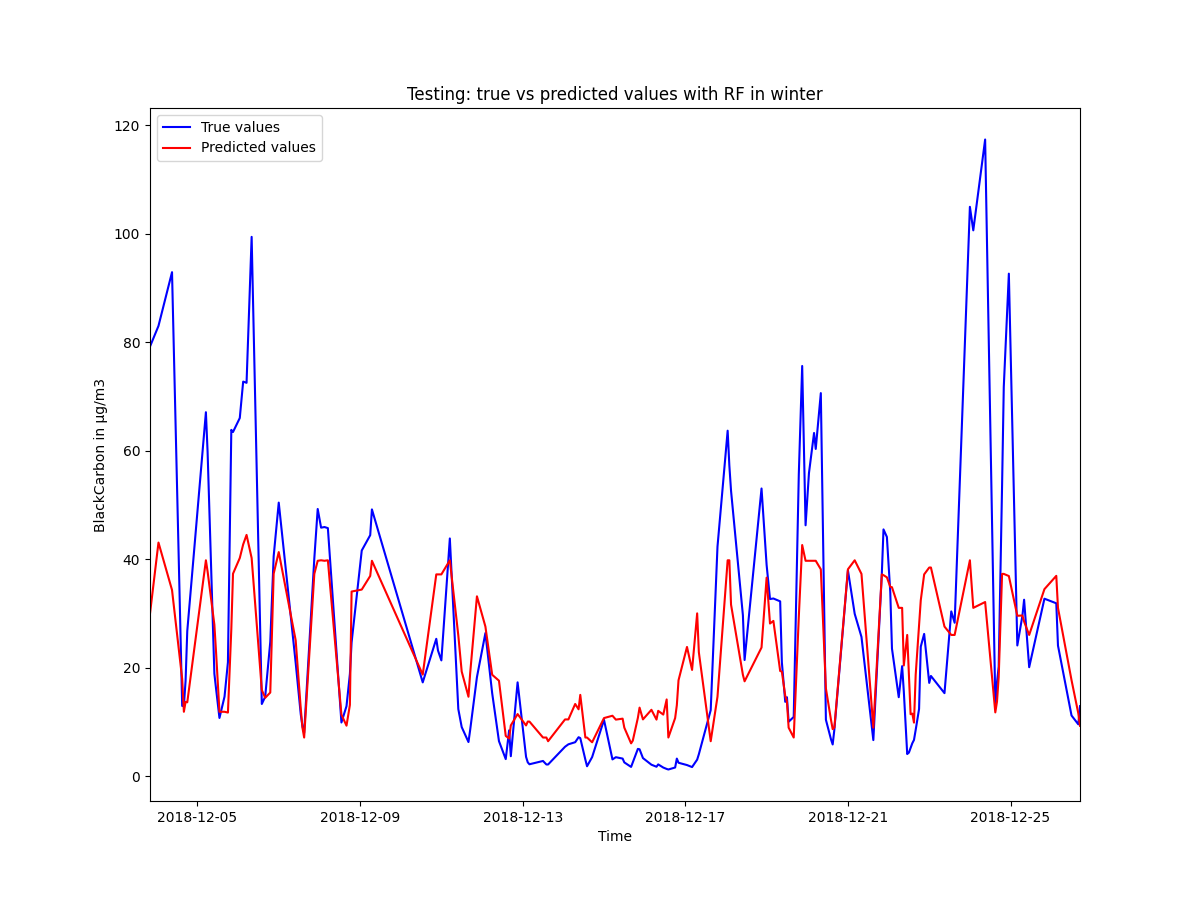 Testing: true vs predicted values with RF in winter
True values
Predicted values
BlackCarbon in µg/m3
120
100
80
60
40
20
0
2018-12-05
2018-12-09
2018-12-13
2018-12-17
2018-12-21
2018-12-25
Time